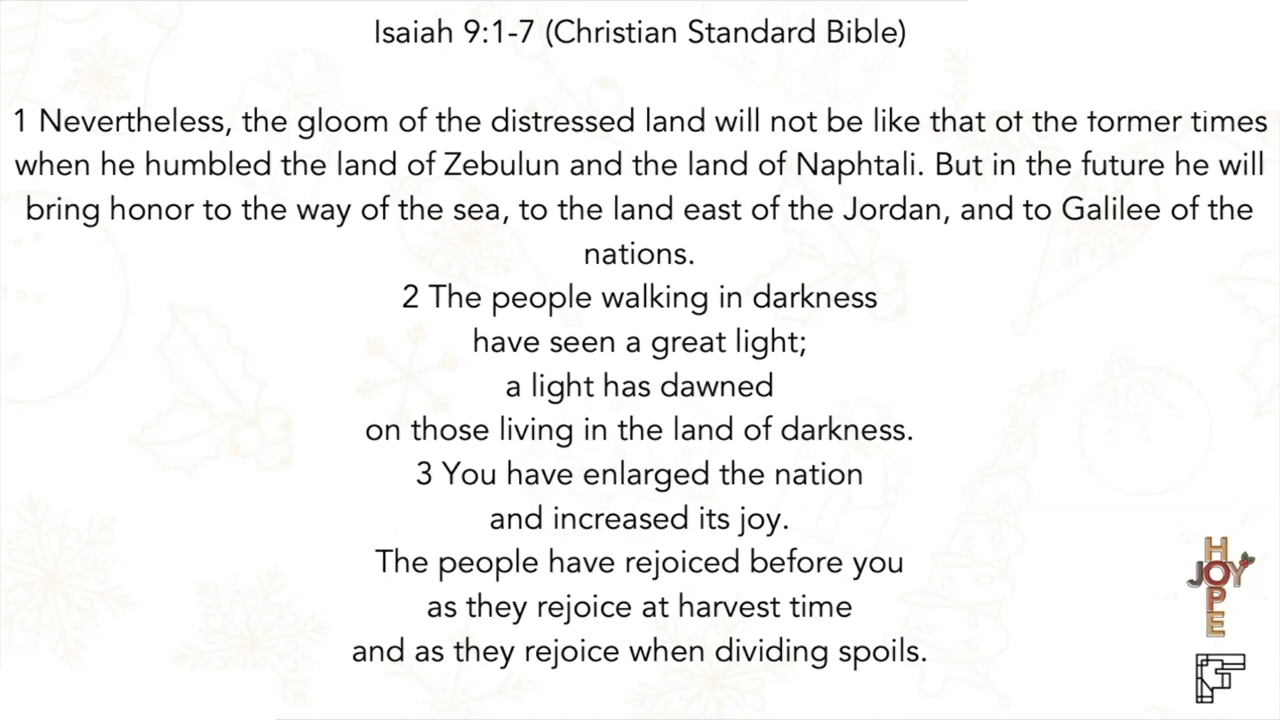 Isaiah 9:1-7 (Christian Standard Bible)
1 Nevertheless, the gloom of the distressed land will not be like that of the former times
when he humbled the land of Zebulun and the land of Naphtali. But in the future he will
bring honor to the way of the sea, to the land east of the Jordan, and to Galilee of the
nations.
2 The people walking in darkness
have seen a great light;
a light has dawned
on those living in the land of darkness.
3 You have enlarged the nation
and increased its joy.
The people have rejoiced before you
as they rejoice at harvest time
and as they rejoice when dividing spoils.
HOPE
JOY